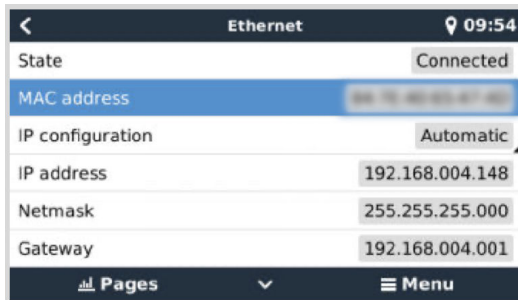 Ethernet 09:54
State Connected
MAC address
IP configuration Automatic
IP address 192.168.004.148
Netmask 255.255.255.000
Gateway 192.168.004.001
Pages Menu